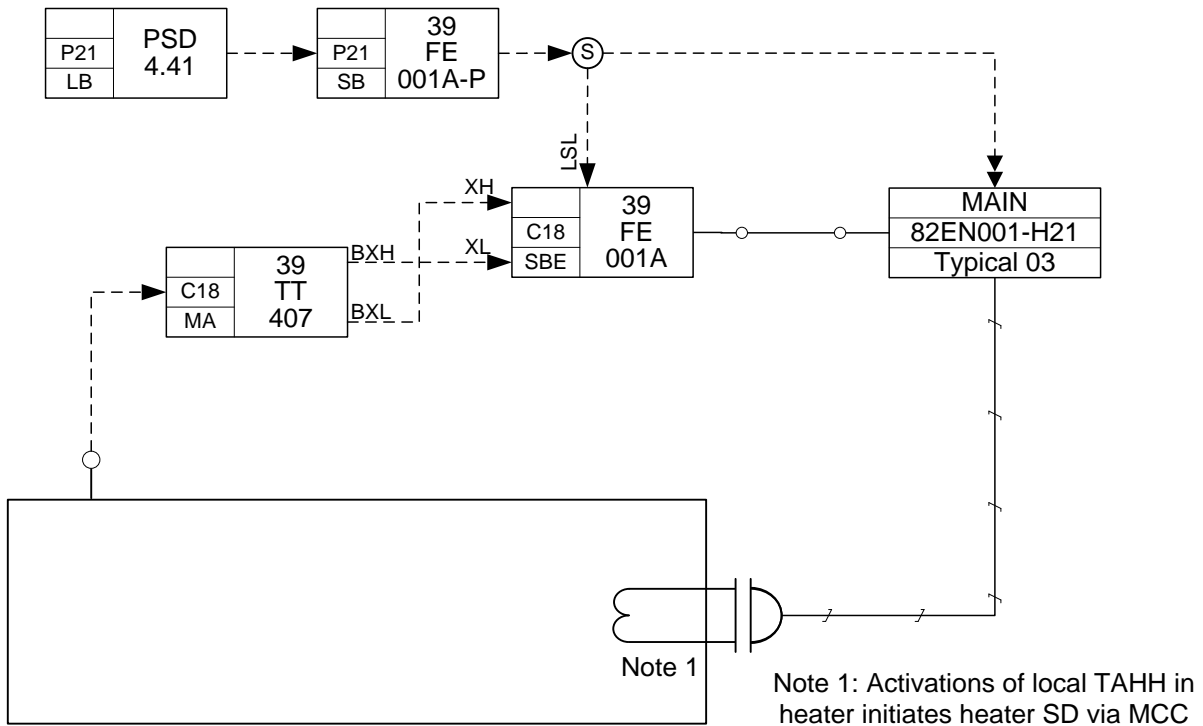 P21
LB
PSD
4.41
P21
SB
39
FE
001A-P
S
LSL
XH
XL
C18
SBE
39
FE
001A
MAIN
82EN001-H21
Typical 03
C18
MA
39
TT
407
BXH
BXL
Note 1
Note 1: Activations of local TAHH in
heater initiates heater SD via MCC